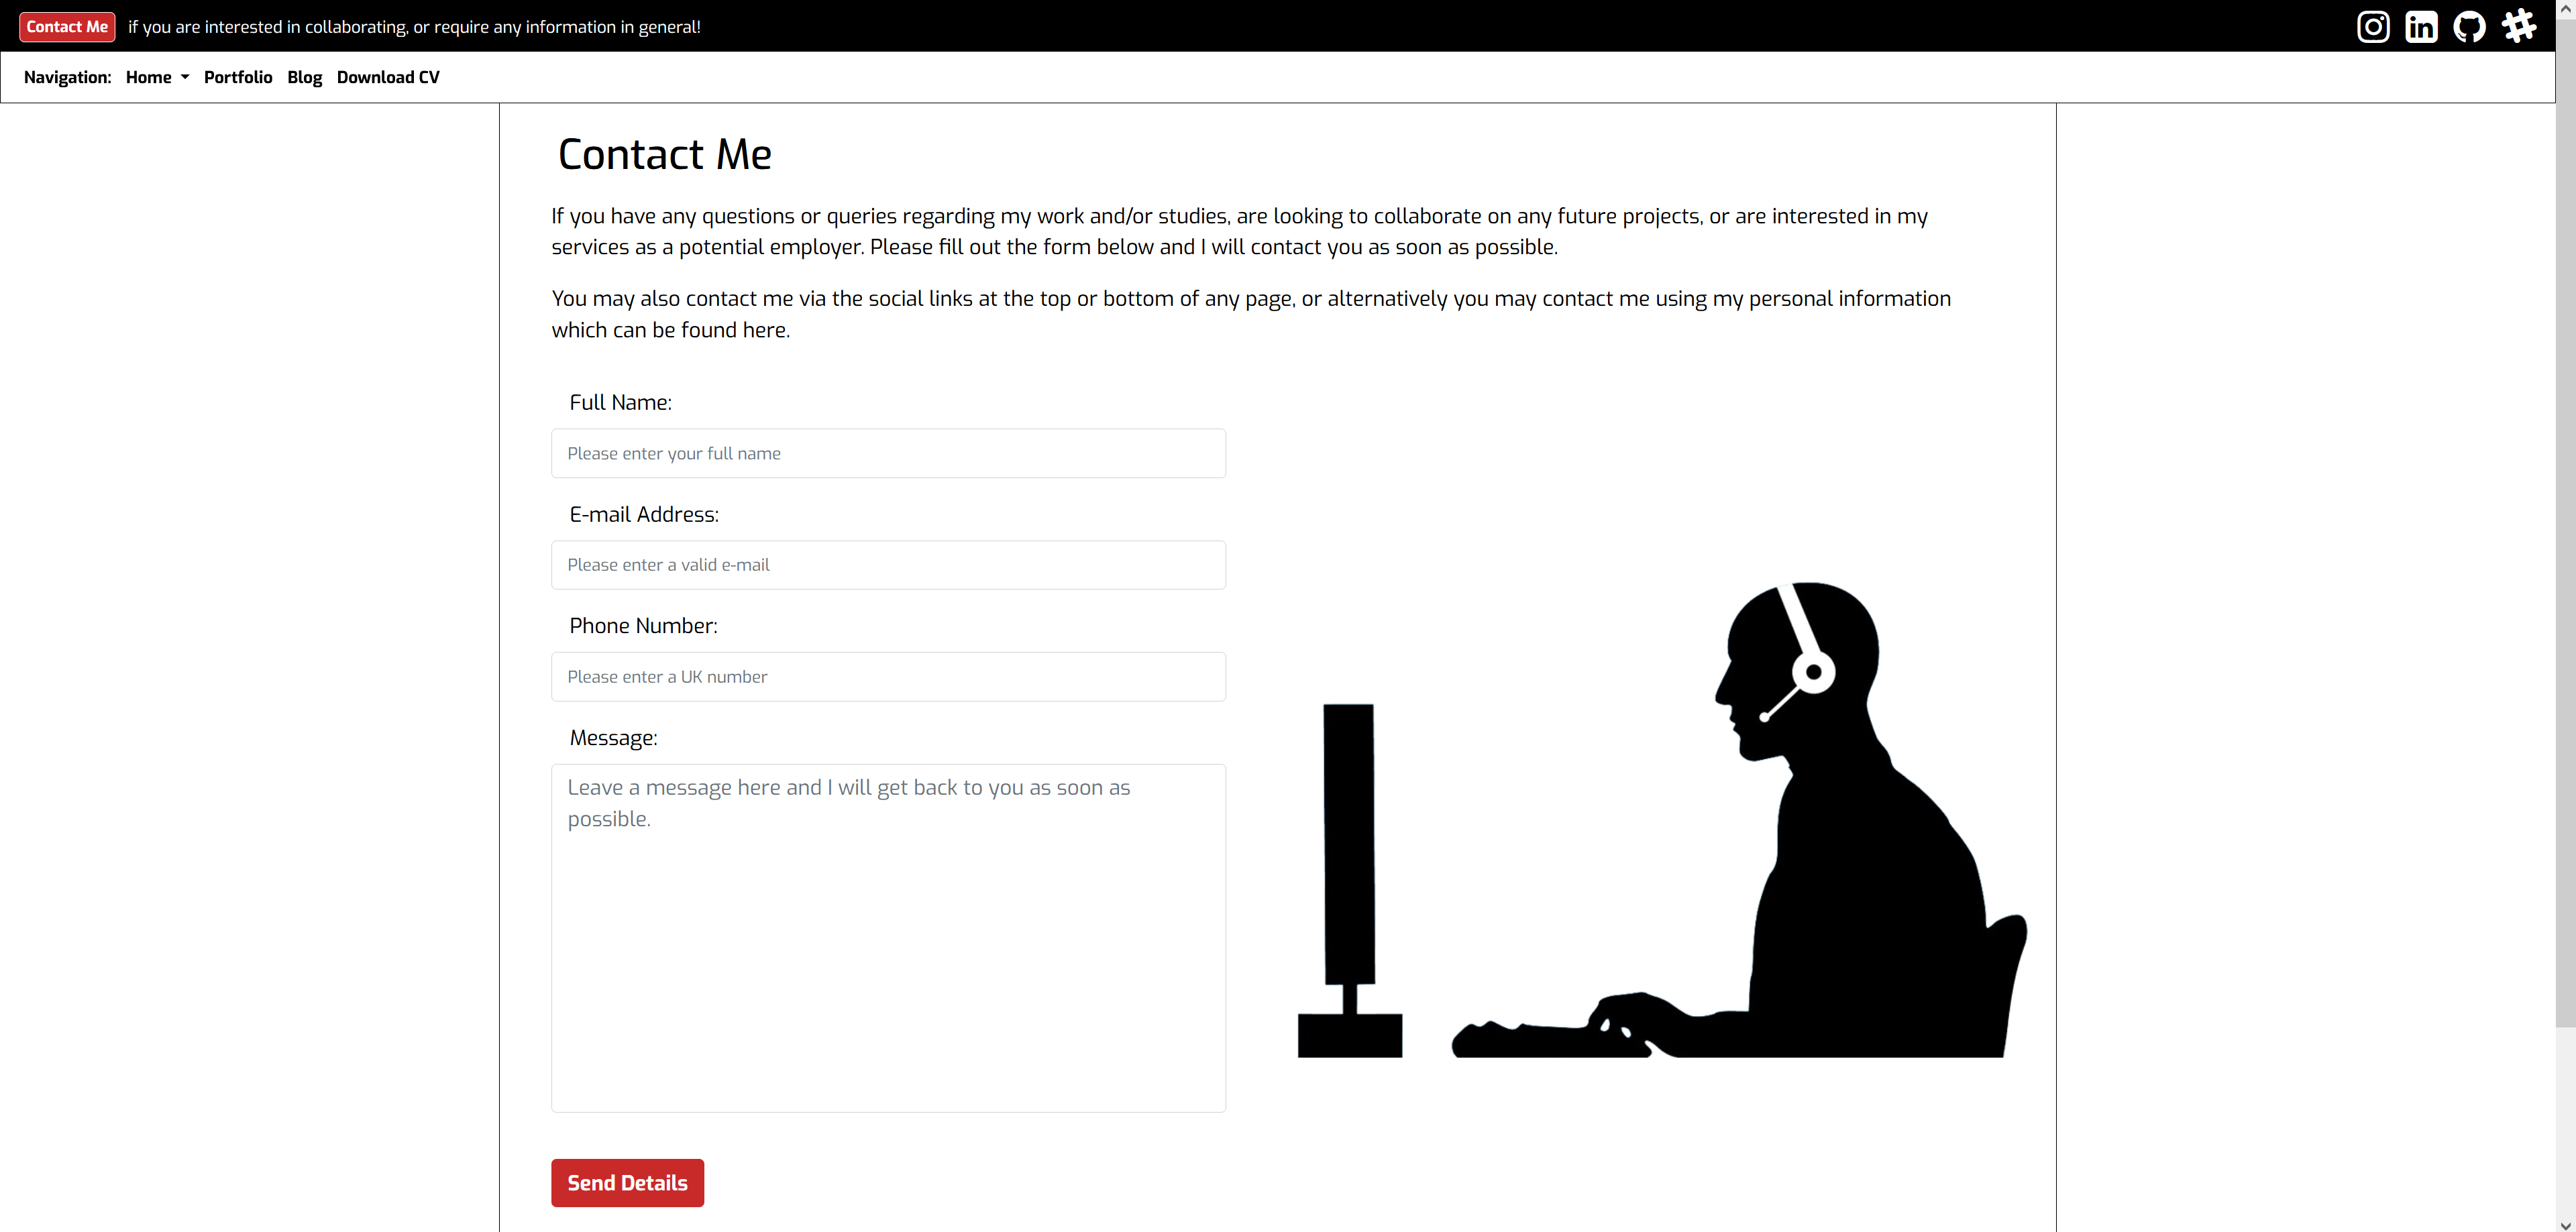 Contact Me if you are interested in collaborating, or require any information in general!
Navigation: Home Portfolio Blog Download CV
Contact Me
If you have any questions or queries regarding my work and/or studies, are looking to collaborate on any future projects, or are interested in my
services as a potential employer. Please fill out the form below and I will contact you as soon as possible.
You may also contact me via the social links at the top or bottom of any page, or alternatively you may contact me using my personal information
which can be found here.
Full Name:
Please enter your full name
E-mail Address:
Please enter a valid e-mail
Phone Number:
Please enter a UK number
Message:
Leave a message here and I will get back to you as soon as
possible.
Send Details